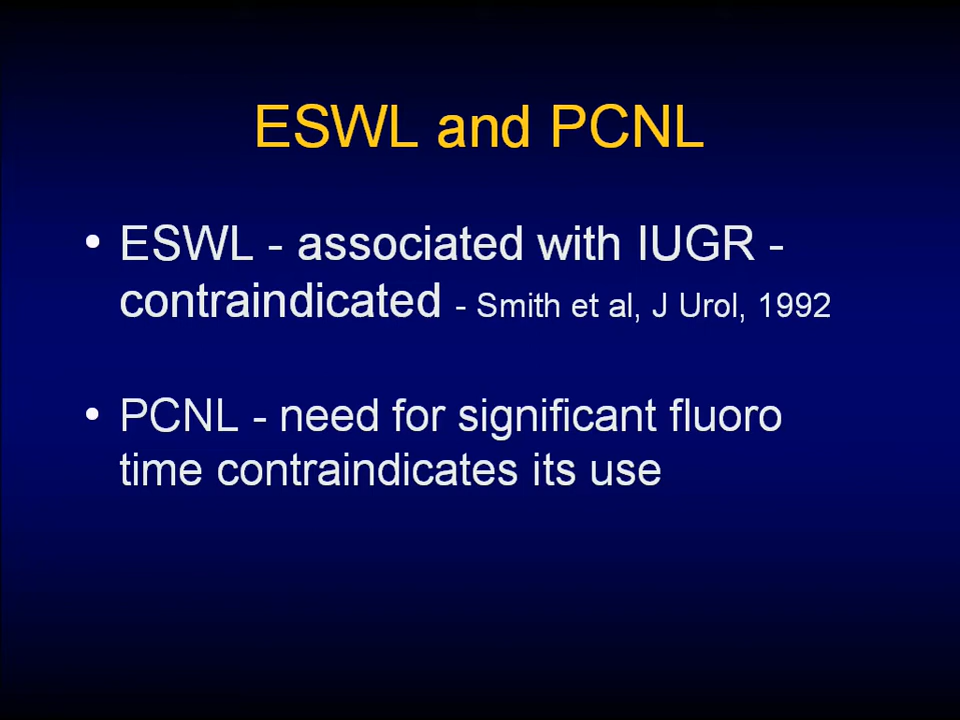 ESWL and PCNL
• ESWL - associated with IUGR -
contraindicated - Smith et al, J Urol, 1992
• PCNL - need for significant fluoro
time contraindicates its use